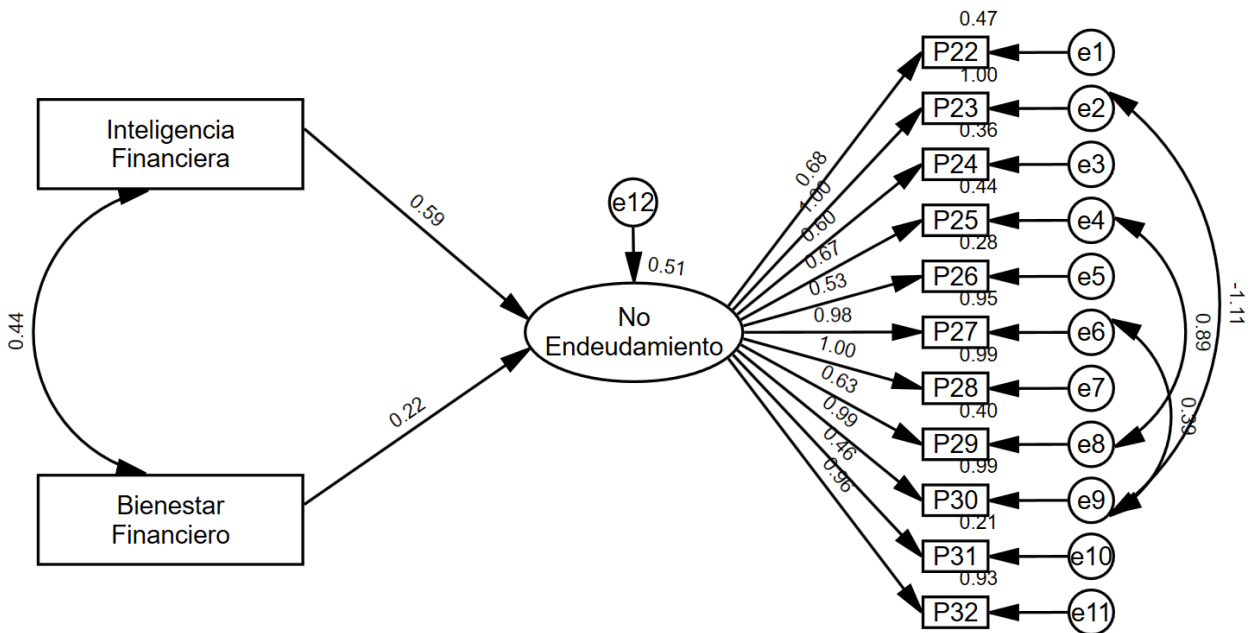 Inteligencia
Financiera
Bienestar
Financiero
0.44
0.59
0.22
e12
0.51
No
Endeudamiento
0.68
1.00
0.60
0.67
0.53
0.98
1.00
0.63
0.99
0.46
0.96
0.47
P22
e1
1.00
P23
e2
0.36
P24
e3
0.44
P25
e4
0.28
P26
e5
0.95
P27
e6
0.99
P28
e7
0.40
P29
e8
0.99
P30
e9
0.21
P31
e10
0.93
P32
e11
-1.11
0.89
0.39